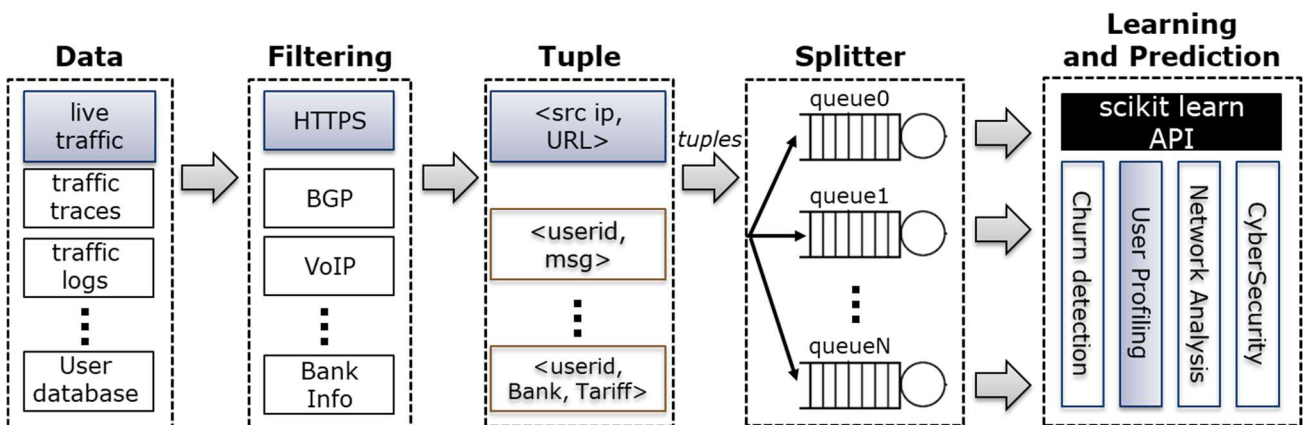 Data
live
traffic
traffic
traces
traffic
logs
User
database
Filtering
HTTPS
BGP
VoIP
Bank
Info
Tuple
<src ip,
URL>
<userid,
msg>
<userid,
Bank, Tariff>
tuples
Splitter
queue0
queue1
queueN
Learning
and Prediction
scikit learn
API
Churn detection
User Profiling
Network Analysis
CyberSecurity